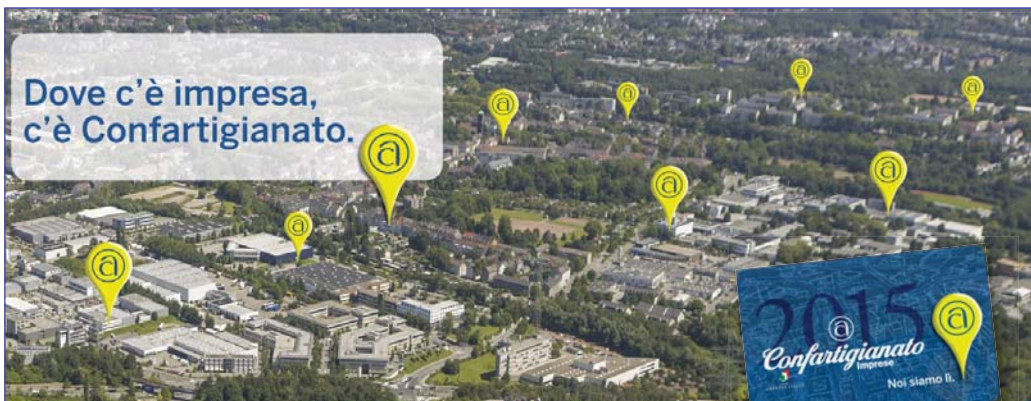 Dove c'è impresa,
c'è Confartigianato.
2015
Confartigianato
Imprese
Noi siamo lì.